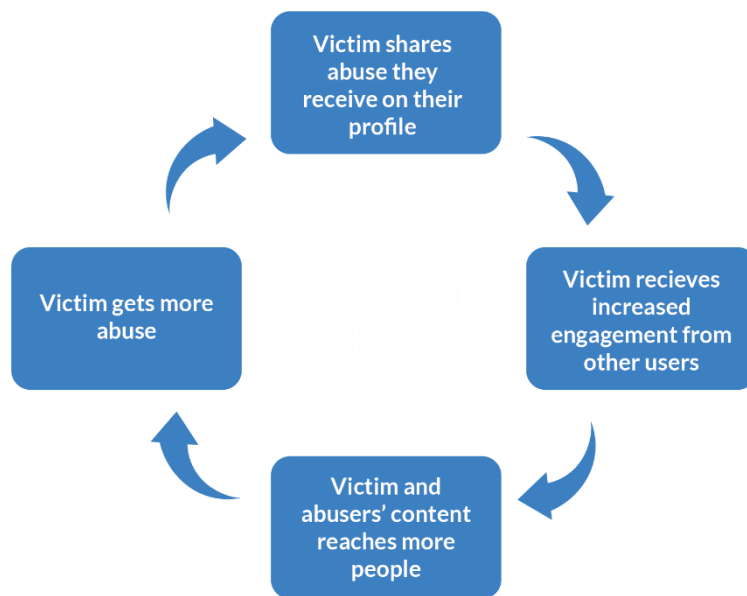 Victim shares
abuse they
receive on their
profile
Victim recieves
increased
engagement from
other users
Victim and
abusers’ content
reaches more
people
Victim gets more
abuse